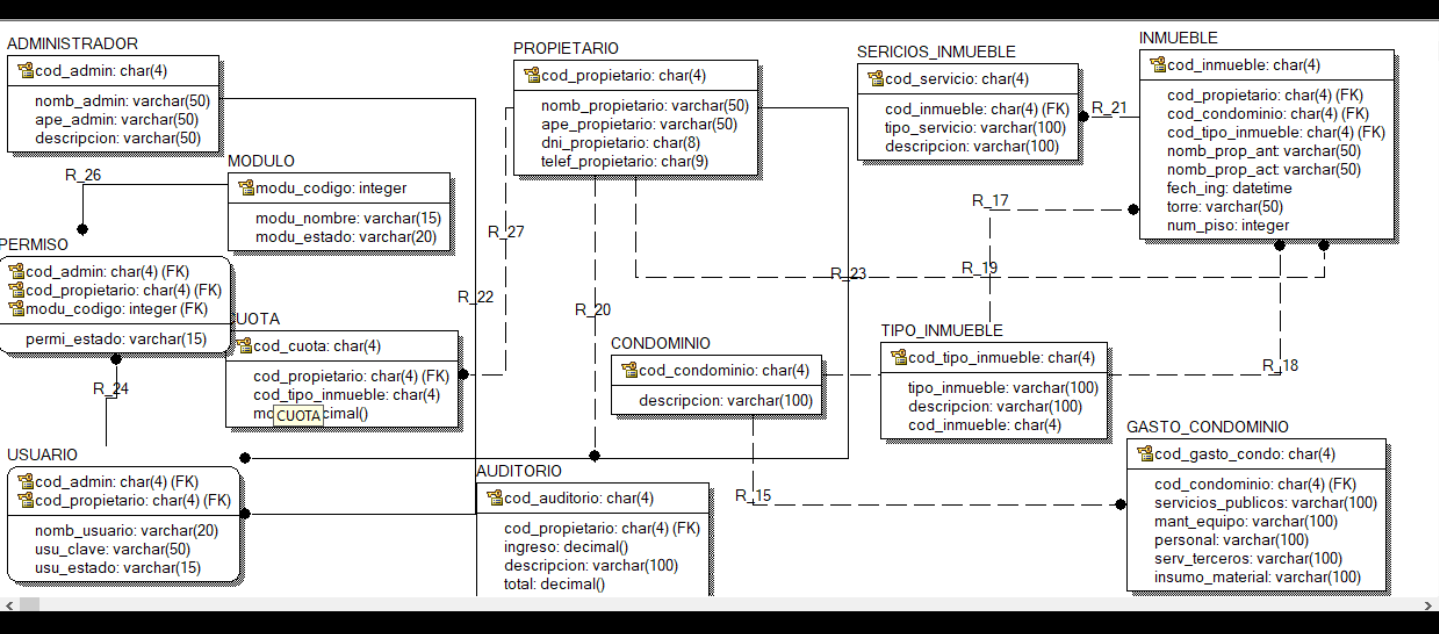 ADMINISTRADOR
cod_admin: char(4)
nomb_admin: varchar(50)
ape_admin: varchar(50)
descripcion: varchar(50)
PROPIETARIO
cod_propietario: char(4)
nomb_propietario: varchar(50)
ape_propietario: varchar(50)
dni_propietario: char(8)
telef_propietario: char(9)
SERICIOS_INMUEBLE
cod_servicio: char(4)
cod_inmueble: char(4) (FK)
tipo_servicio: varchar(100)
descripcion: varchar(100)
R_21
INMUEBLE
cod_inmueble: char(4)
cod_propietario: char(4) (FK)
cod_condominio: char(4) (FK)
cod_tipo_inmueble: char(4) (FK)
nomb_prop_ant: varchar(50)
nomb_prop_act: varchar(50)
fech_ing: datetime
torre: varchar(50)
num_piso: integer
MODULO
modu_codigo: integer
modu_nombre: varchar(15)
modu_estado: varchar(20)
R_26
R_27
R_17
PERMISO
cod_admin: char(4) (FK)
cod_propietario: char(4) (FK)
modu_codigo: integer (FK)
permi_estado: varchar(15)
R_23
R_19
R_22
R_20
R_18
R_24
CUOTA
cod_cuota: char(4)
cod_propietario: char(4) (FK)
cod_tipo_inmueble: char(4)
CUOTA
CONDOMINIO
cod_condominio: char(4)
descripcion: varchar(100)
TIPO_INMUEBLE
cod_tipo_inmueble: char(4)
tipo_inmueble: varchar(100)
descripcion: varchar(100)
cod_inmueble: char(4)
USUARIO
cod_admin: char(4) (FK)
cod_propietario: char(4) (FK)
nomb_usuario: varchar(20)
usu_clave: varchar(50)
usu_estado: varchar(15)
AUDITORIO
cod_auditorio: char(4)
cod_propietario: char(4) (FK)
ingreso: decimal()
descripcion: varchar(100)
total: decimal()
R_15
GASTO_CONDOMINIO
cod_gasto_condo: char(4)
cod_condominio: char(4) (FK)
servicios_publicos: varchar(100)
mant_equipo: varchar(100)
personal: varchar(100)
serv_terceros: varchar(100)
insumo_material: varchar(100)